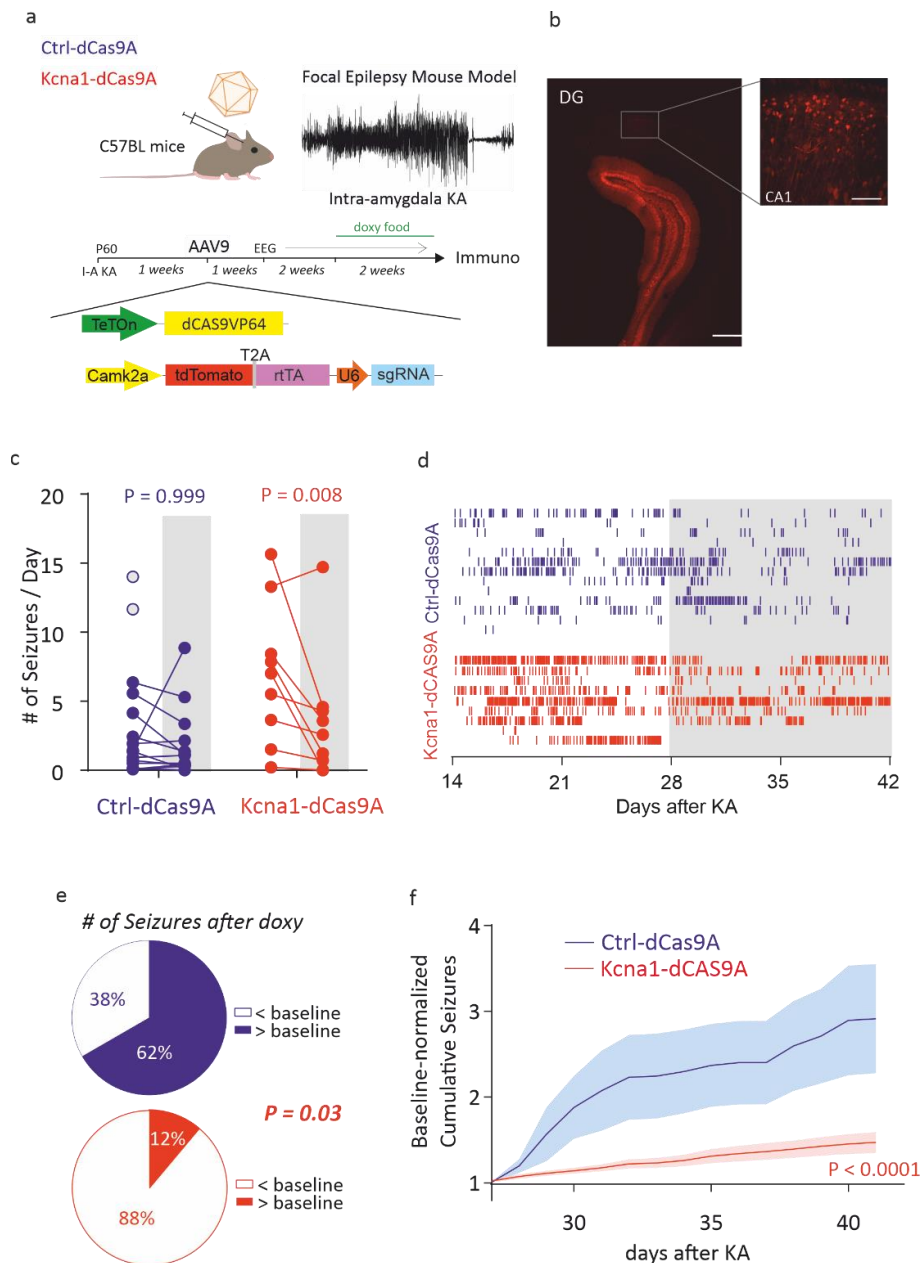 a
Ctrl-dCas9A
Kcna1-dCas9A
C57BL mice
Focal Epilepsy Mouse Model
Intra-amygdala KA
doxy food
P60
AAV9
EEG
Immuno
I-A KA
1 weeks
1 weeks
2 weeks
2 weeks
TeTOn
dCAS9VP64
T2A
Camk2a
tdTomato
rtTA
U6
sgRNA
b
DG
CA1
c
20
15
10
5
0
# of Seizures / Day
P = 0.999
P = 0.008
Ctrl-dCas9A
Kcna1-dCas9A
d
Ctrl-dCas9A
Kcna1-dCAS9A
14
21
28
35
42
Days after KA
e
# of Seizures after doxy
38%
62%
< baseline
> baseline
P = 0.03
12%
88%
< baseline
> baseline
f
4
3
2
1
Baseline-normalized
Cumulative Seizures
Ctrl-dCas9A
Kcna1-dCAS9A
P < 0.0001
30
35
40
days after KA